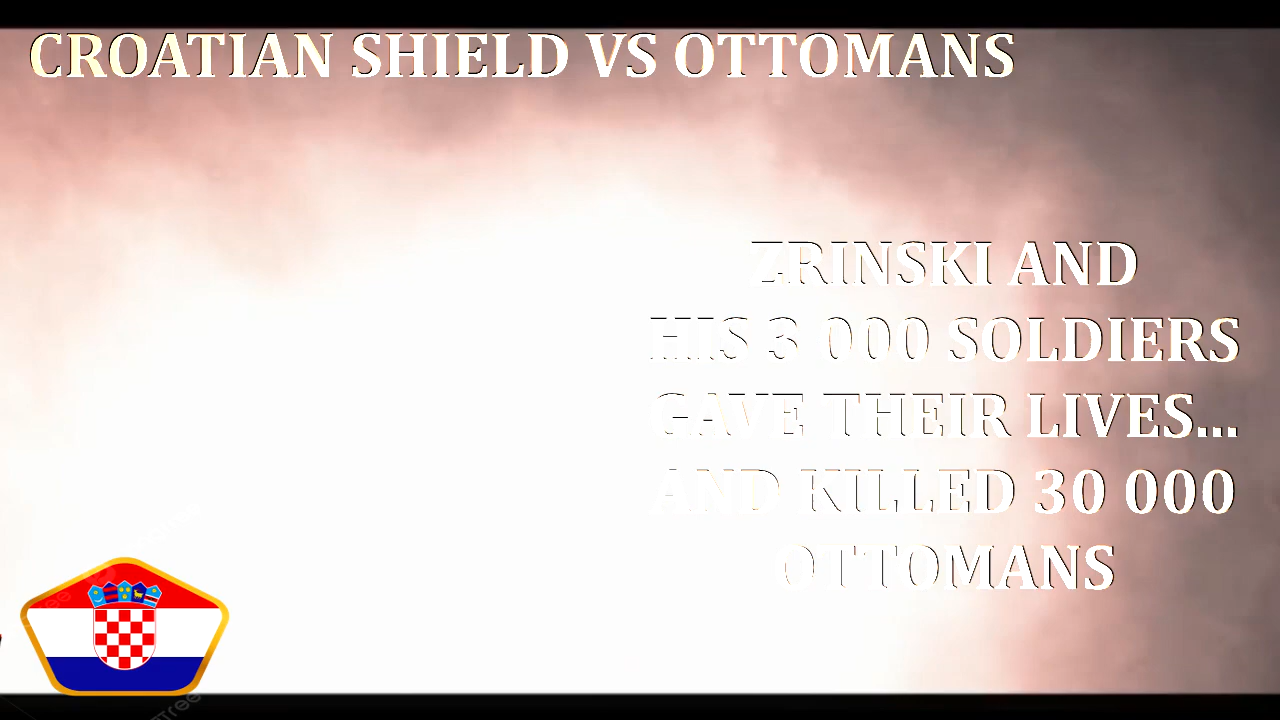 CROATIAN SHIELD VS OTTOMANS
ZRINSKI AND
HIS 3 000 SOLDIERS
GAVE THEIR LIVES...
AND KILLED 30 000
OTTOMANS